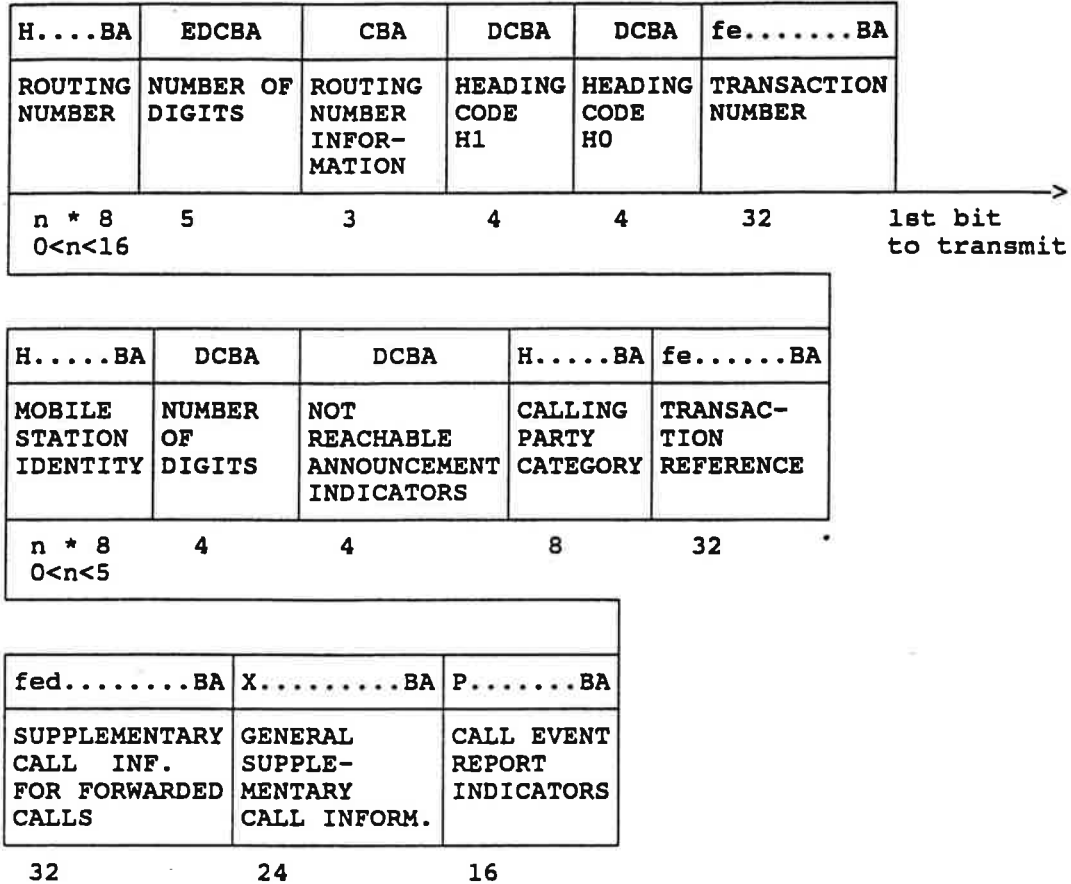 H....BA EDCBA CBA DCBA DCBA fe.......BA
ROUTING NUMBER OF ROUTING HEADING HEADING TRANSACTION
NUMBER DIGITS NUMBER CODE CODE NUMBER
INFOR- H1 H0
MATION
n * 8 5 3 4 4 32 1st bit
0<n<16 to transmit
H.....BA DCBA DCBA H.....BA fe......BA
MOBILE NUMBER NOT CALLING TRANSAC-
STATION OF REACHABLE PARTY TION
IDENTITY DIGITS ANNOUNCEMENT CATEGORY REFERENCE
INDICATORS
n * 8 4 4 8 32
0<n<5
fed........BA X.........BA P.......BA
SUPPLEMENTARY GENERAL CALL EVENT
CALL INF. SUPPLE- REPORT
FOR FORWARDED MENTARY INDICATORS
CALLS CALL INFORM.
32 24 16